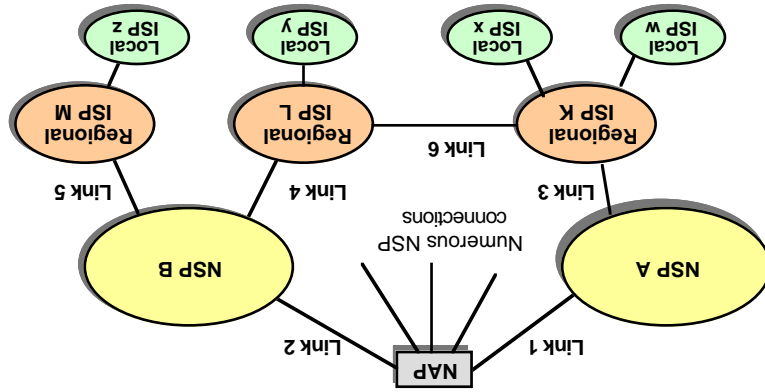 NAP
Link 1
Link 2
NSP A
Numerous NSP
connections
NSP B
Link 3
Link 4
Link 5
Link 6
Regional
ISP K
Regional
ISP L
Regional
ISP M
Local
ISP w
Local
ISP x
Local
ISP y
Local
ISP z